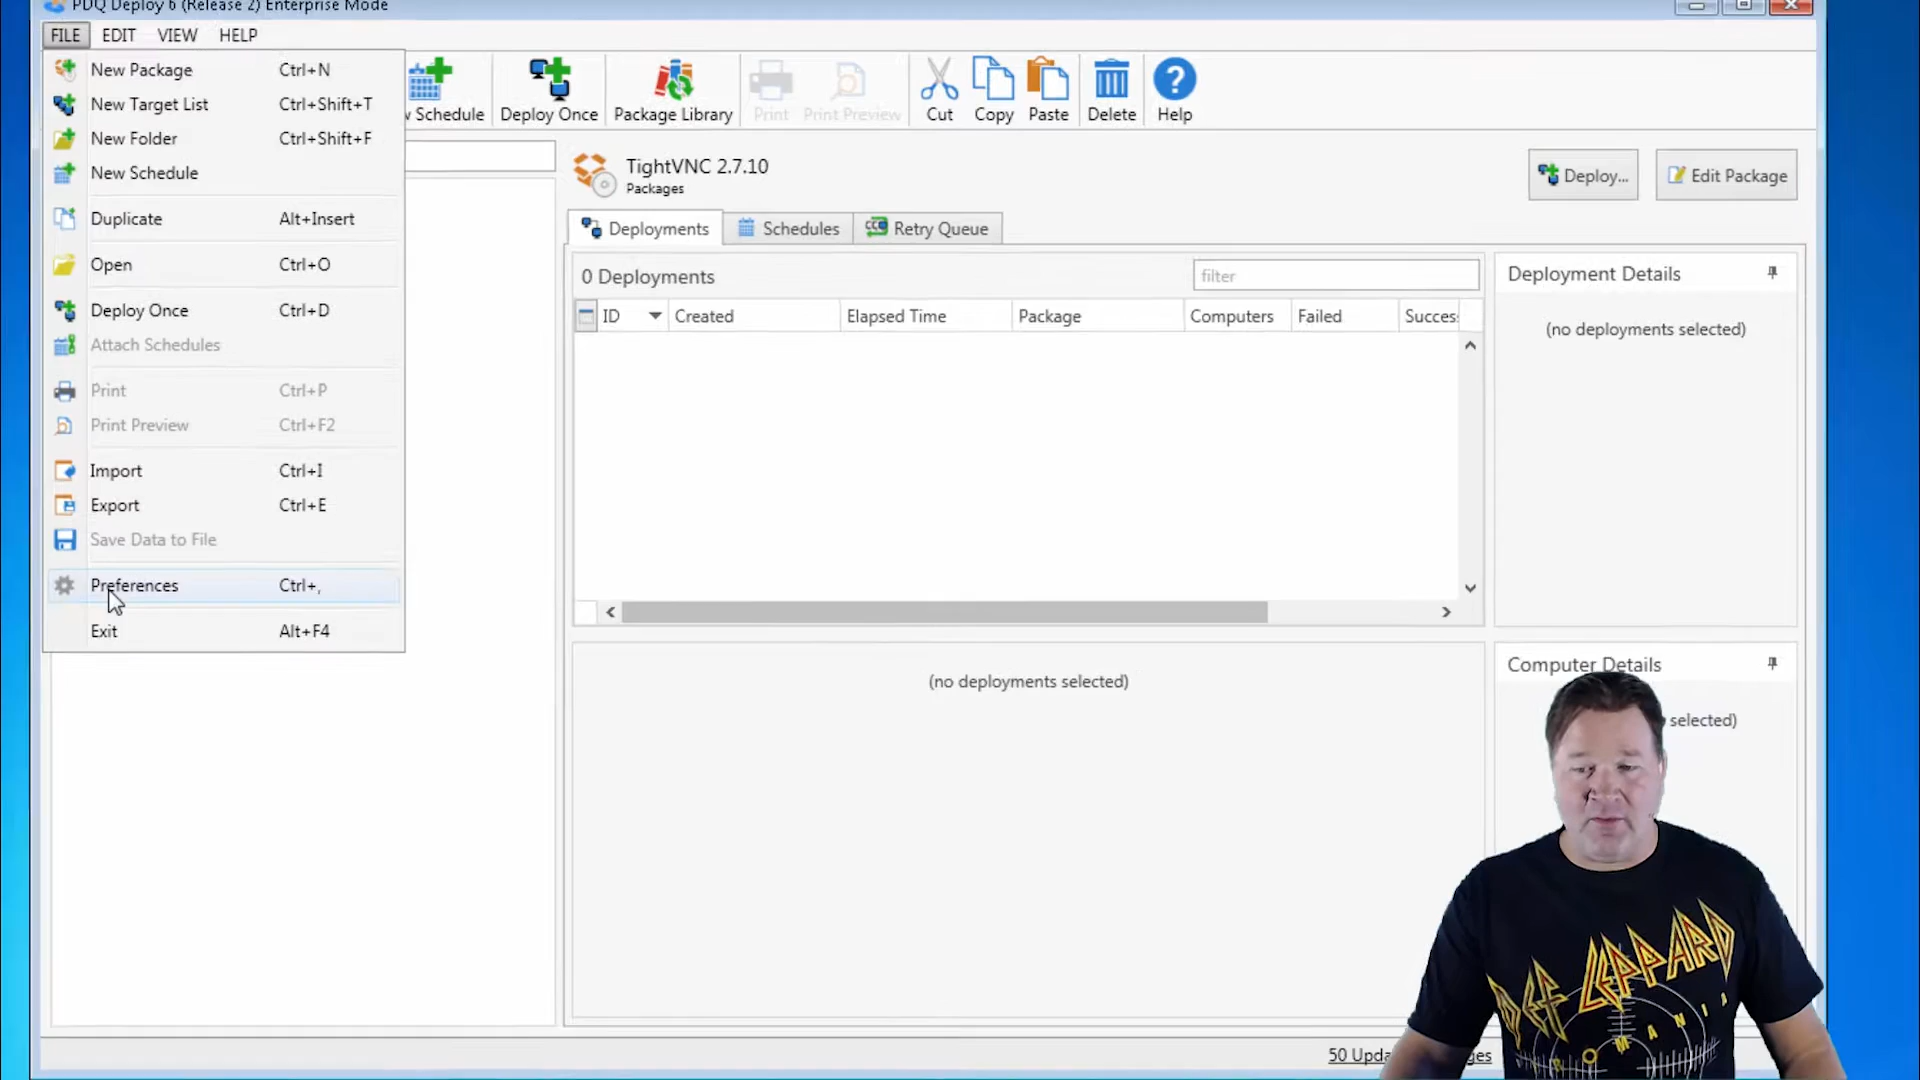 PDQ Deploy 6 (Release 2) Enterprise Mode
FILE EDIT VIEW HELP
New Package Ctrl+N
New Target List Ctrl+Shift+T
New Folder Ctrl+Shift+F
New Schedule
Duplicate Alt+Insert
Open Ctrl+O
Deploy Once Ctrl+D
Attach Schedules
Print Ctrl+P
Print Preview Ctrl+F2
Import Ctrl+I
Export Ctrl+E
Save Data to File
Preferences Ctrl+,
Exit Alt+F4
Schedule Deploy Once Package Library Print Print Preview Cut Copy Paste Delete Help
TightVNC 2.7.10
Packages
Deploy... Edit Package
Deployments Schedules Retry Queue
0 Deployments filter
ID Created Elapsed Time Package Computers Failed Succes
Deployment Details
(no deployments selected)
(no deployments selected)
Computer Details
selected)
DEF LEPPARD
50 Upda